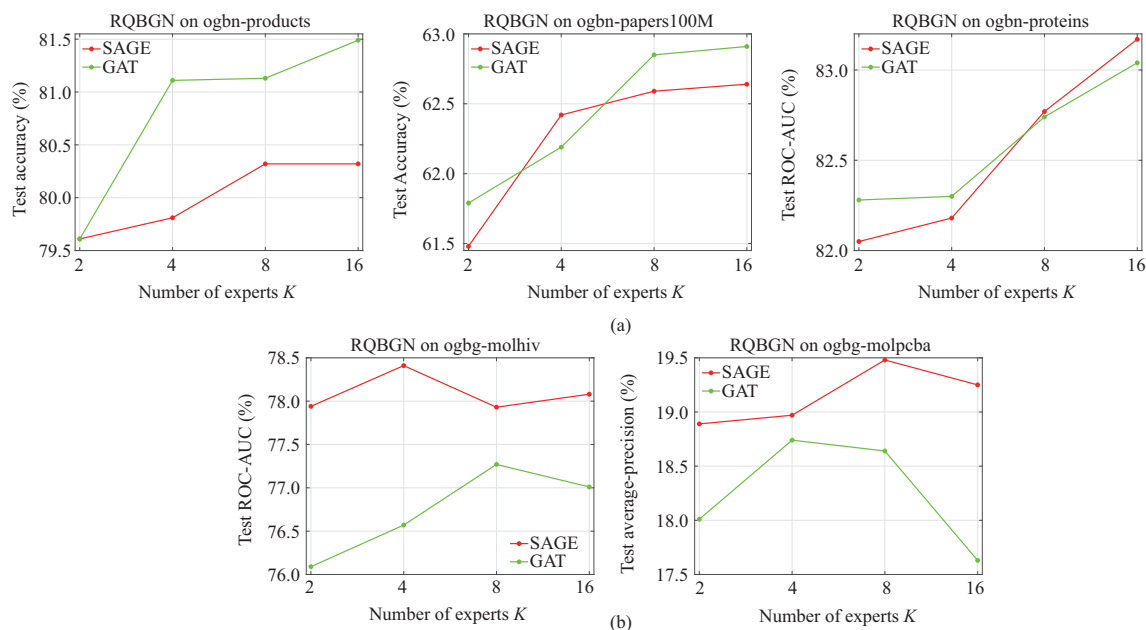 RQBGN on ogbn-products
SAGE
GAT
81.5
81.0
80.5
80.0
79.5
2 4 8 16
Test accuracy (%)
Number of experts K
RQBGN on ogbn-papers100M
SAGE
GAT
63.0
62.5
62.0
61.5
2 4 8 16
Test Accuracy (%)
Number of experts K
RQBGN on ogbn-proteins
SAGE
GAT
83.0
82.5
82.0
2 4 8 16
Test ROC-AUC (%)
Number of experts K
(a)
RQBGN on ogbg-molhiv
78.5
78.0
77.5
77.0
76.5
76.0
SAGE
GAT
2 4 8 16
Test ROC-AUC (%)
Number of experts K
RQBGN on ogbg-molpcba
SAGE
GAT
19.5
19.0
18.5
18.0
17.5
2 4 8 16
Test average-precision (%)
Number of experts K
(b)